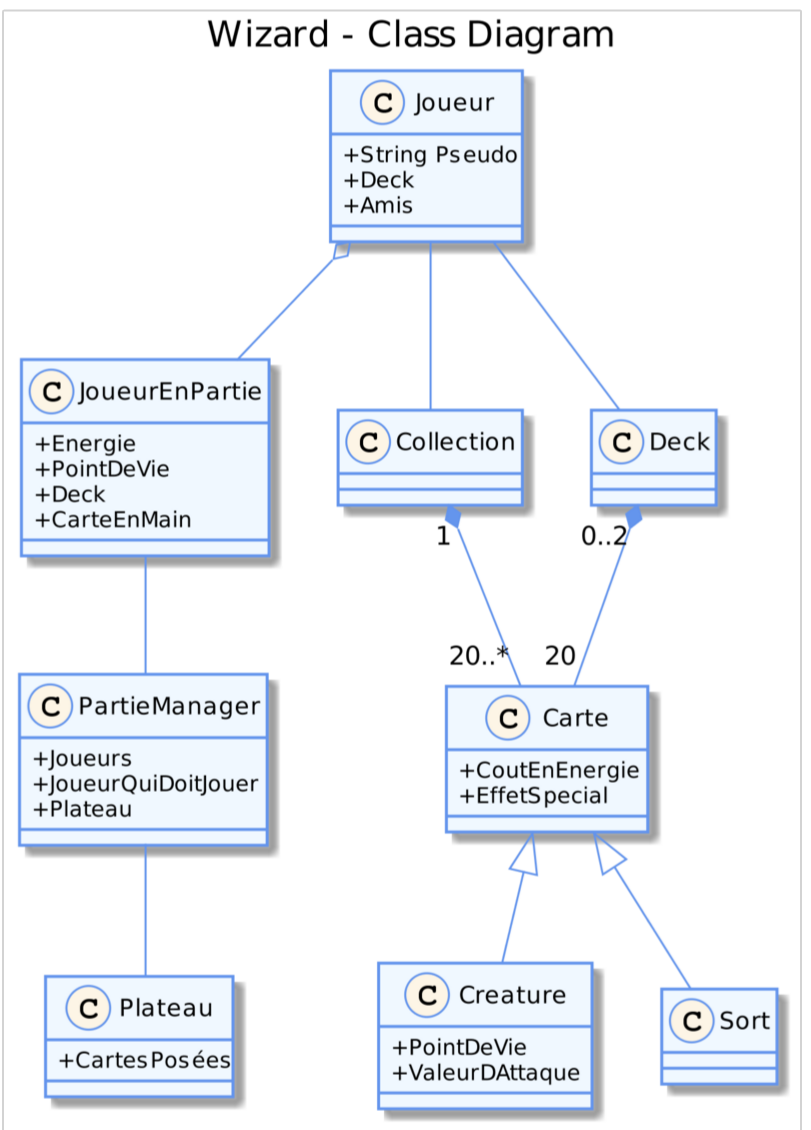 Wizard - Class Diagram
C Joueur
+String Pseudo
+Deck
+Amis
C JoueurEnPartie
+Energie
+PointDeVie
+Deck
+CarteEnMain
C Collection
C Deck
1
0..2
20..*
20
C PartieManager
+Joueurs
+JoueurQuiDoitJouer
+Plateau
C Carte
+CoutEnEnergie
+EffetSpecial
C Plateau
+CartesPosées
C Creature
+PointDeVie
+ValeurDAttaque
C Sort